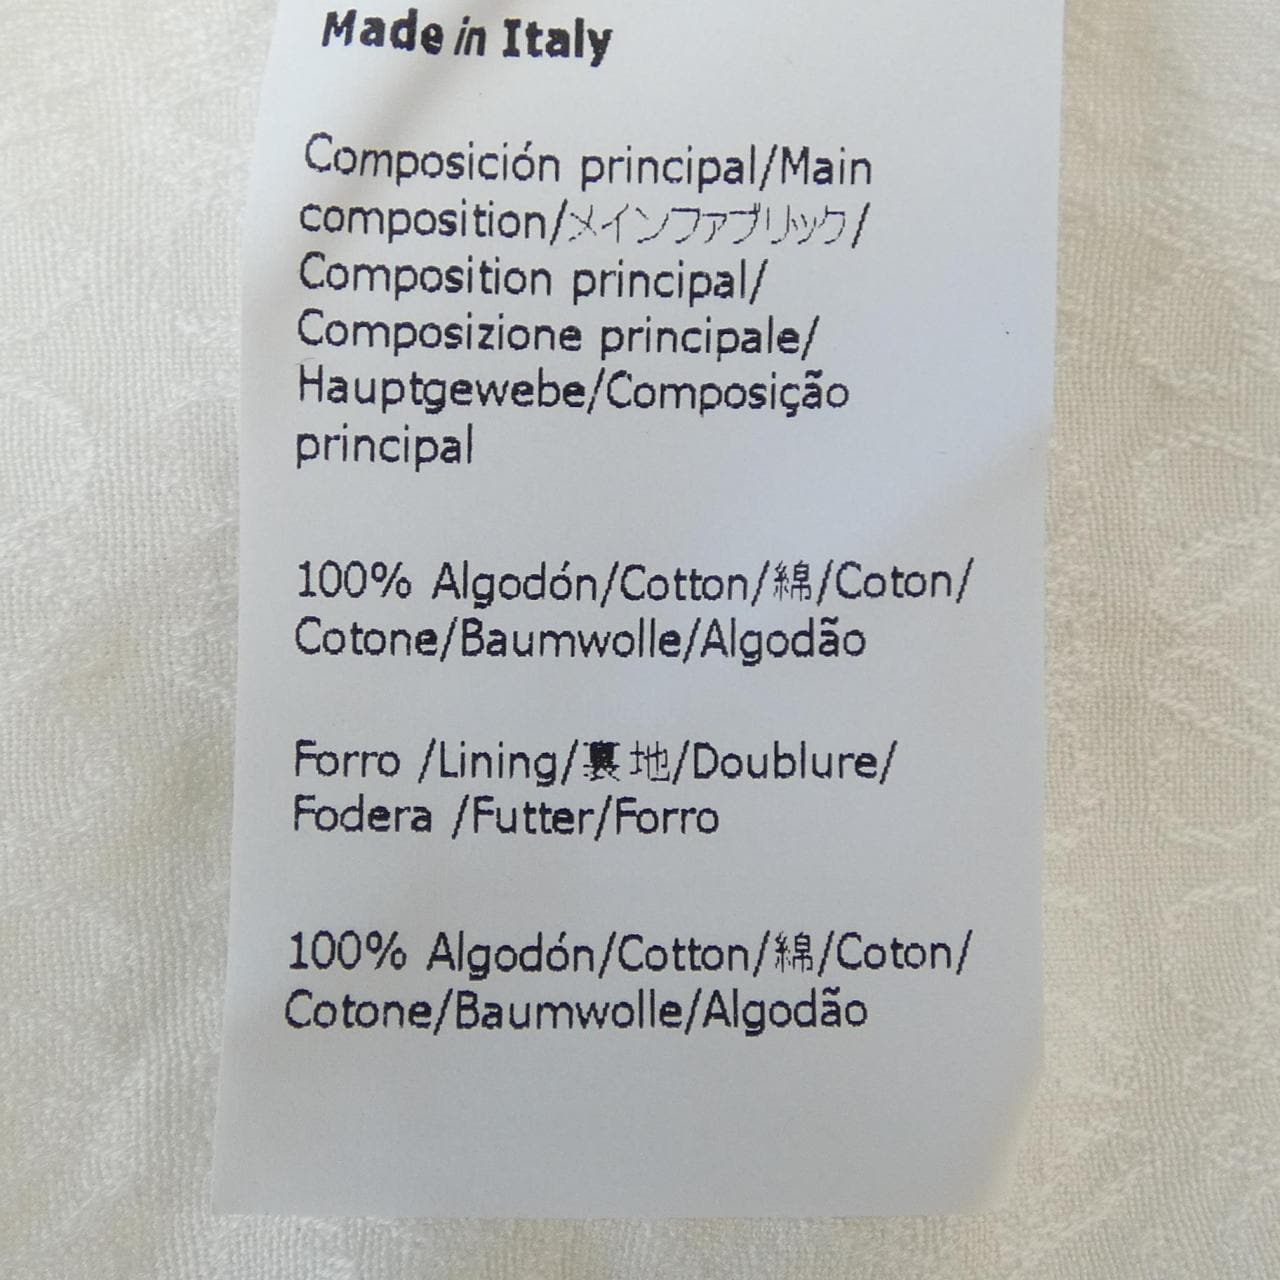 Made in Italy
Composición principal/Main
composition/メインファブリック/
Composition principal/
Composizione principale/
Hauptgewebe/Composição
principal
100% Algodón/Cotton/綿/Coton/
Cotone/Baumwolle/Algodão
Forro /Lining/裏地/Doublure/
Fodera /Futter/Forro
100% Algodón/Cotton/綿/Coton/
Cotone/Baumwolle/Algodão